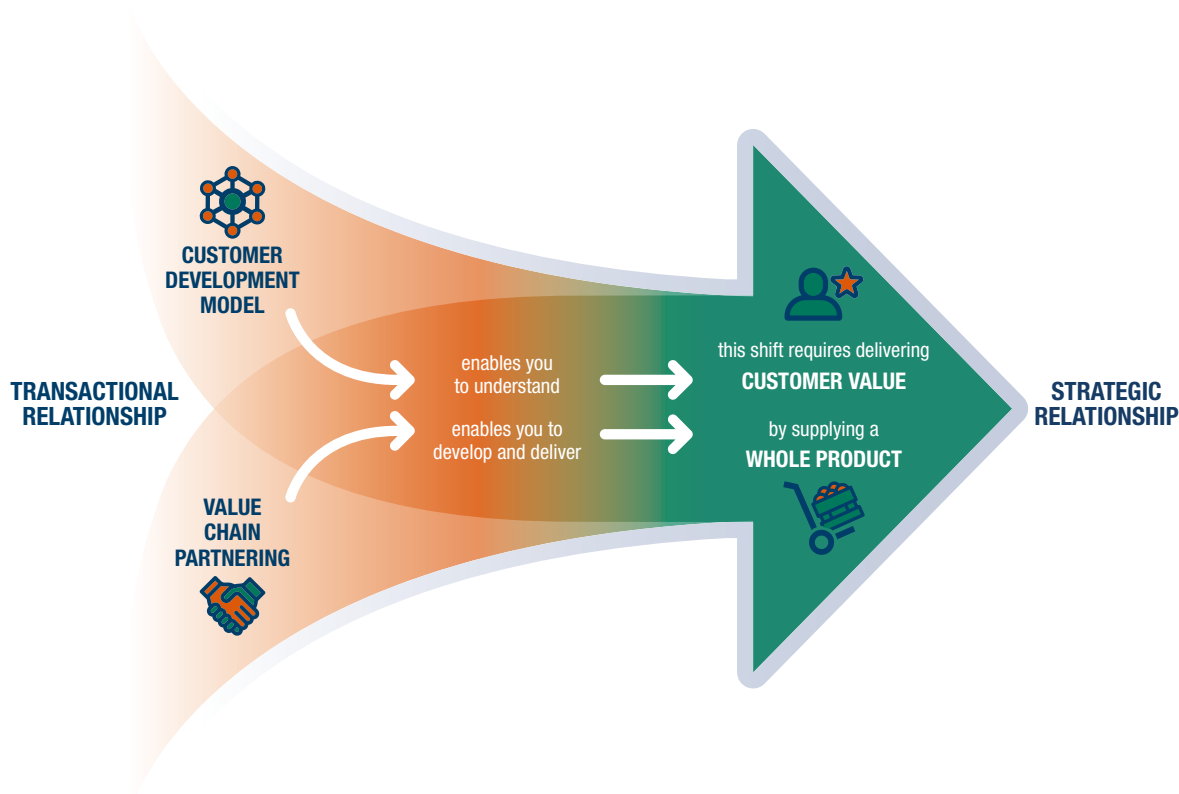 CUSTOMER
DEVELOPMENT
MODEL
TRANSACTIONAL
RELATIONSHIP
VALUE
CHAIN
PARTNERING
enables you
to understand
enables you to
develop and deliver
this shift requires delivering
CUSTOMER VALUE
by supplying a
WHOLE PRODUCT
STRATEGIC
RELATIONSHIP